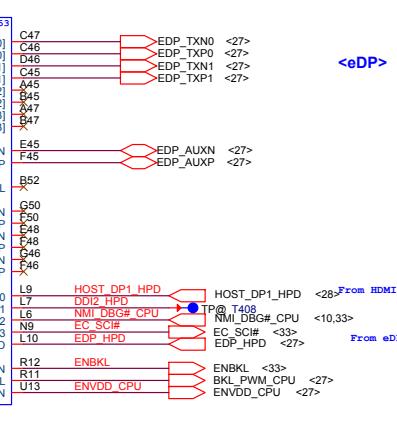 53
C47 EDP_TXN0 <27>
C46 EDP_TXP0 <27>
D46 EDP_TXN1 <27>
C45 EDP_TXP1 <27>
<eDP>
A45
B45
A47
B47
E45 EDP_AUXN <27>
F45 EDP_AUXP <27>
B52
G50
F50
E48
F48
G46
F46
L9 HOST_DP1_HPD HOST_DP1_HPD <28> From HDMI
L7 DDI2_HPD TP@ T408
L6 NMI_DBG#_CPU NMI_DBG#_CPU <10,33>
N9 EC_SCI# EC_SCI# <33>
L10 EDP_HPD EDP_HPD <27> From eD
R12 ENBKL ENBKL <33>
R11 BKL_PWM_CPU <27>
U13 ENVDD_CPU ENVDD_CPU <27>